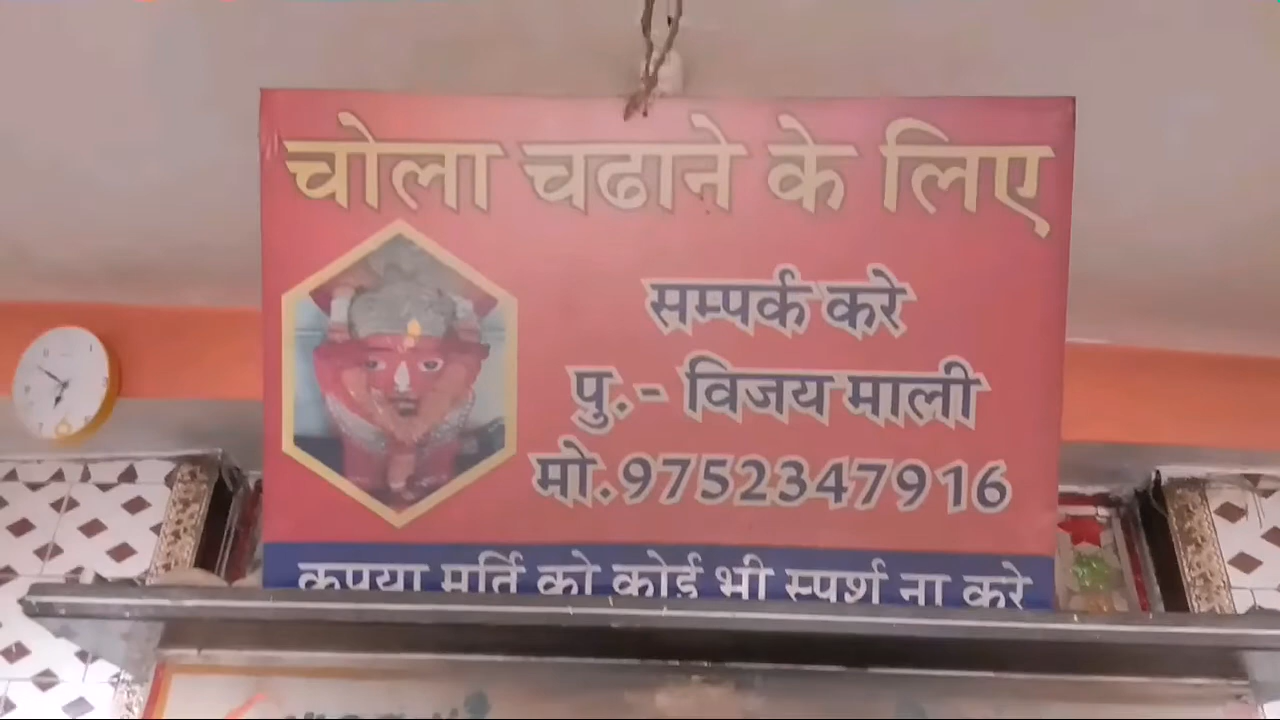 चोला चढाने के लिए
सम्पर्क करे
पु.- विजय माली
मो.9752347916
कृपया मूर्ति को कोई भी स्पर्श ना करे